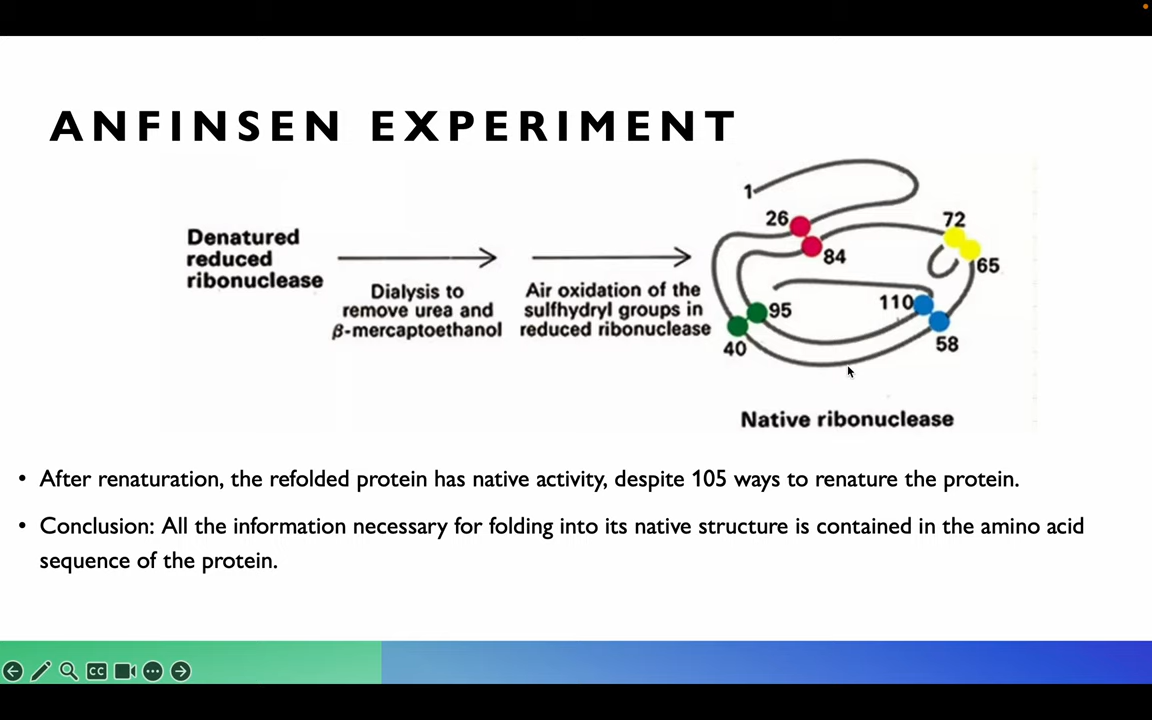 ANFINSEN EXPERIMENT
1
26
84
72
65
95
40
110
58
Denatured
reduced
ribonuclease
Dialysis to
remove urea and
β-mercaptoethanol
Air oxidation of the
sulfhydryl groups in
reduced ribonuclease
Native ribonuclease
• After renaturation, the refolded protein has native activity, despite 105 ways to renature the protein.
• Conclusion: All the information necessary for folding into its native structure is contained in the amino acid
sequence of the protein.
CC